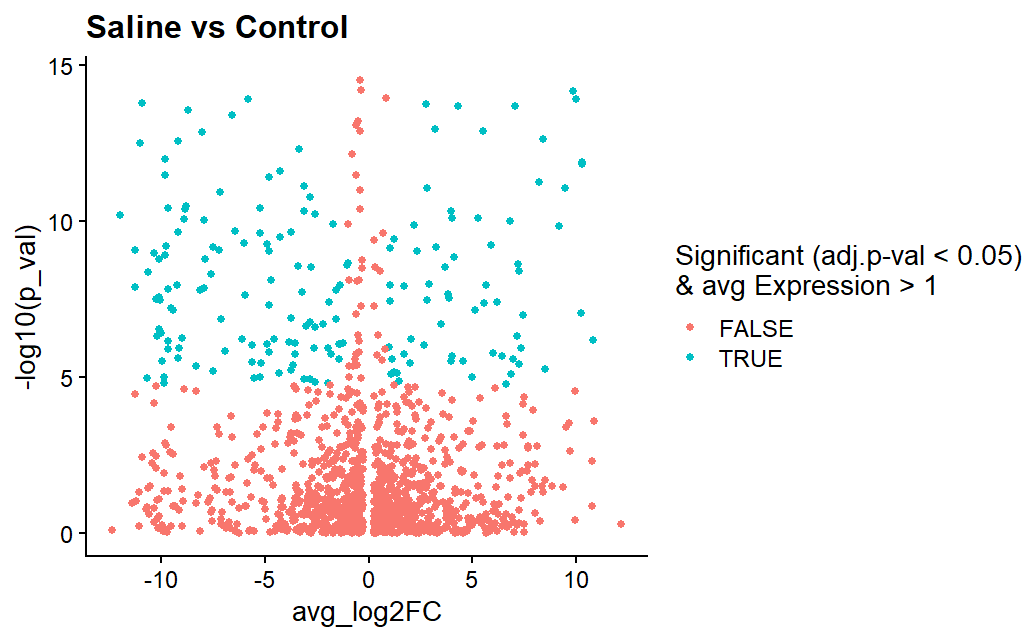 Saline vs Control
15
10
5
0
-log10(p_val)
-10
-5
0
5
10
avg_log2FC
Significant (adj.p-val < 0.05)
& avg Expression > 1
FALSE
TRUE